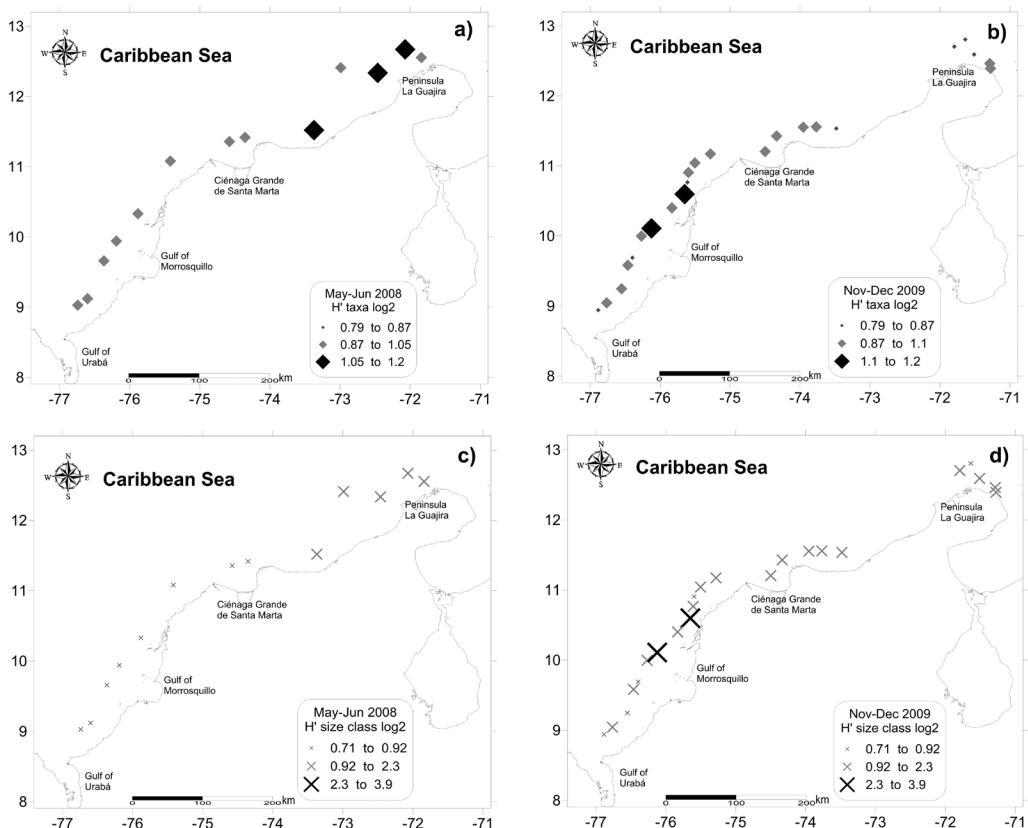 13
12
11
10
9
8
N
W E
S
Caribbean Sea
a)
Peninsula
La Guajira
Ciénaga Grande
de Santa Marta
Gulf of
Morrosquillo
Gulf of
Urabá
May-Jun 2008
H' taxa log2
0.79 to 0.87
0.87 to 1.05
1.05 to 1.2
0 100 200 km
-77 -76 -75 -74 -73 -72 -71
13
12
11
10
9
8
N
W E
S
Caribbean Sea
b)
Peninsula
La Guajira
Ciénaga Grande
de Santa Marta
Gulf of
Morrosquillo
Gulf of
Urabá
Nov-Dec 2009
H' taxa log2
0.79 to 0.87
0.87 to 1.1
1.1 to 1.2
0 100 200 km
-77 -76 -75 -74 -73 -72 -71
13
12
11
10
9
8
N
W E
S
Caribbean Sea
c)
Peninsula
La Guajira
Ciénaga Grande
de Santa Marta
Gulf of
Morrosquillo
Gulf of
Urabá
May-Jun 2008
H' size class log2
0.71 to 0.92
0.92 to 2.3
2.3 to 3.9
0 100 200 km
-77 -76 -75 -74 -73 -72 -71
13
12
11
10
9
8
N
W E
S
Caribbean Sea
d)
Peninsula
La Guajira
Ciénaga Grande
de Santa Marta
Gulf of
Morrosquillo
Gulf of
Urabá
Nov-Dec 2009
H' size class log2
0.71 to 0.92
0.92 to 2.3
2.3 to 3.9
0 100 200 km
-77 -76 -75 -74 -73 -72 -71